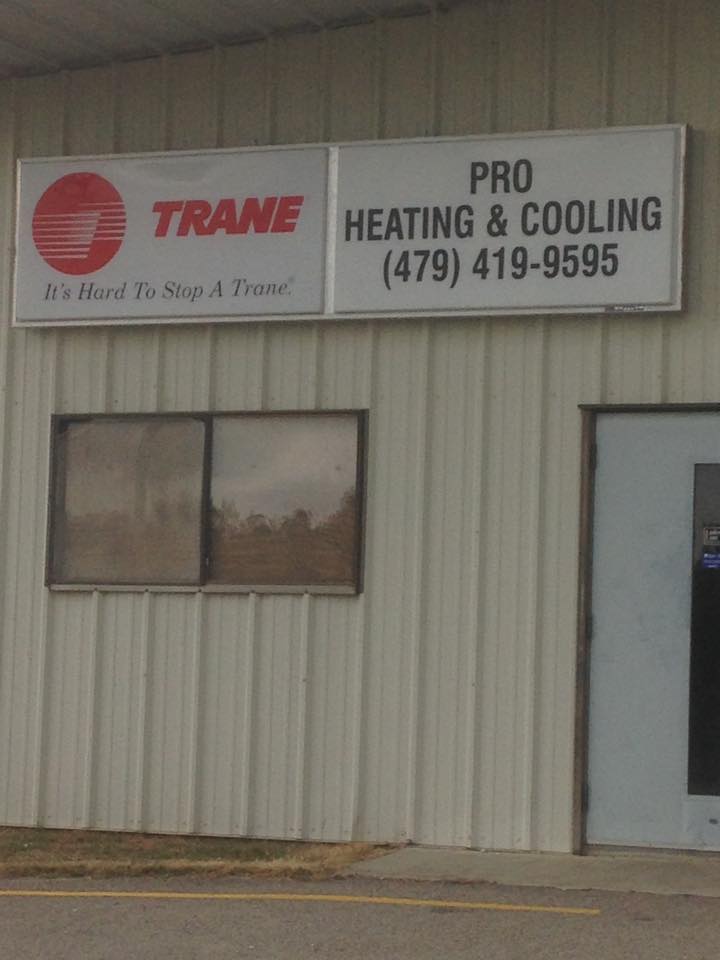 TRANE
It's Hard To Stop A Trane.®
PRO
HEATING & COOLING
(479) 419-9595